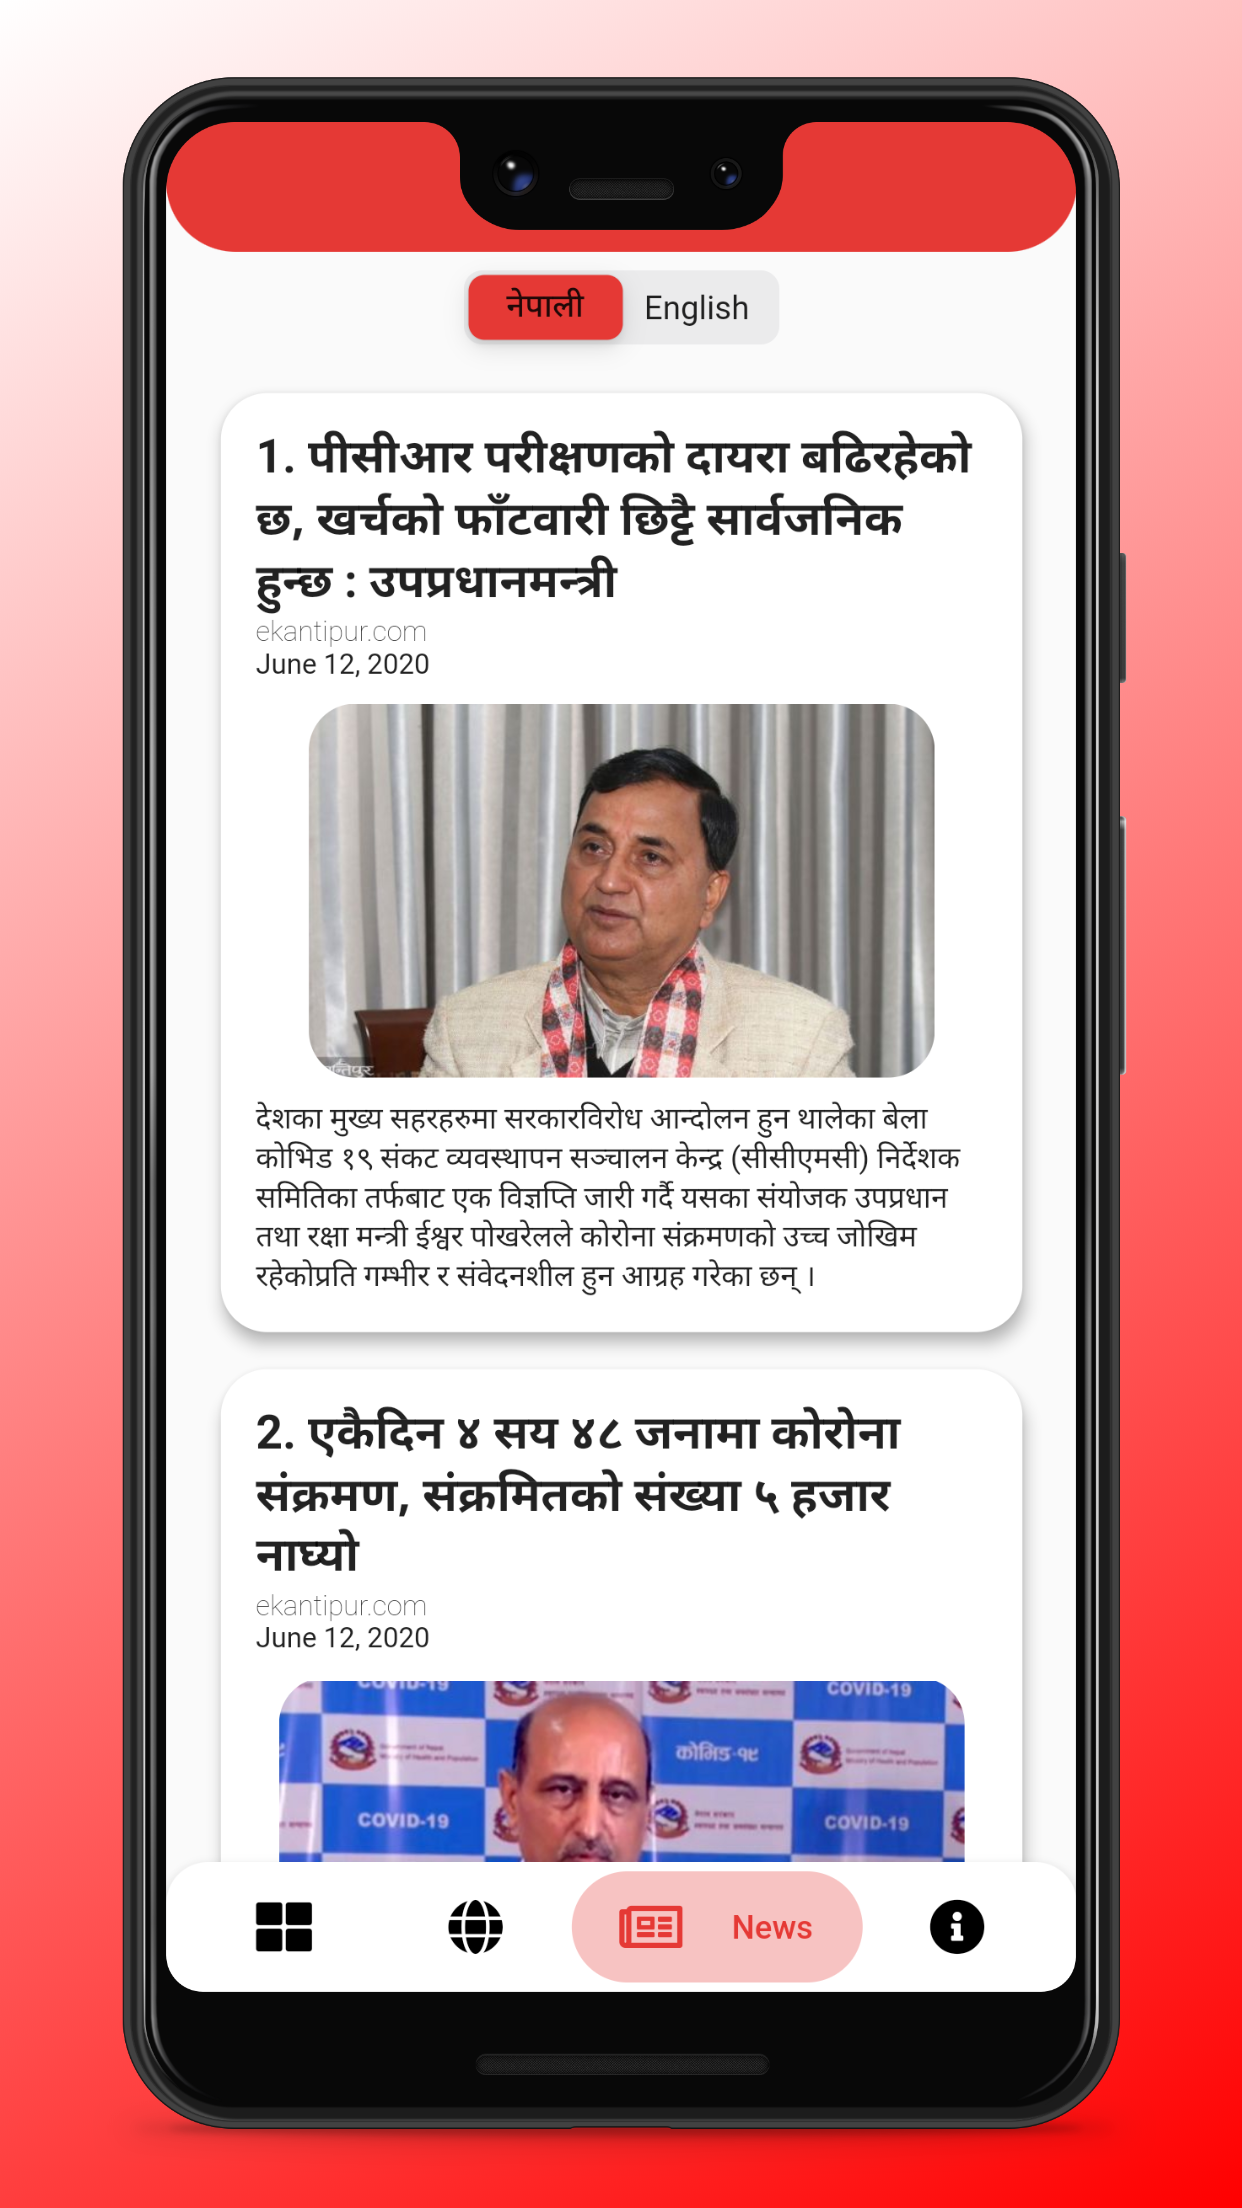 नेपाली English
1. पीसीआर परीक्षणको दायरा बढिरहेको
छ, खर्चको फाँटवारी छिट्टै सार्वजनिक
हुन्छ : उपप्रधानमन्त्री
ekantipur.com
June 12, 2020
देशका मुख्य सहरहरुमा सरकारविरोध आन्दोलन हुन थालेका बेला
कोभिड १९ संकट व्यवस्थापन सञ्चालन केन्द्र (सीसीएमसी) निर्देशक
समितिका तर्फबाट एक विज्ञप्ति जारी गर्दै यसका संयोजक उपप्रधान
तथा रक्षा मन्त्री ईश्वर पोखरेलले कोरोना संक्रमणको उच्च जोखिम
रहेकोप्रति गम्भीर र संवेदनशील हुन आग्रह गरेका छन् ।
2. एकैदिन ४ सय ४८ जनामा कोरोना
संक्रमण, संक्रमितको संख्या ५ हजार
नाघ्यो
ekantipur.com
June 12, 2020
COVID-19 COVID-19
कोभिड-१९
COVID-19 COVID-19
News